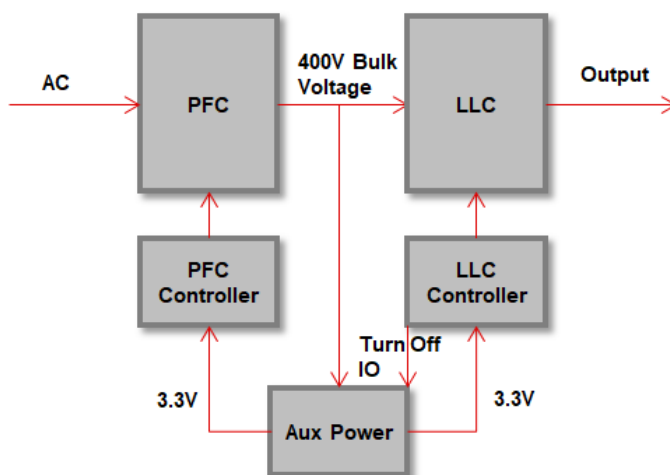 AC
PFC
400V Bulk
Voltage
LLC
Output
PFC
Controller
LLC
Controller
Turn Off
IO
3.3V
Aux Power
3.3V